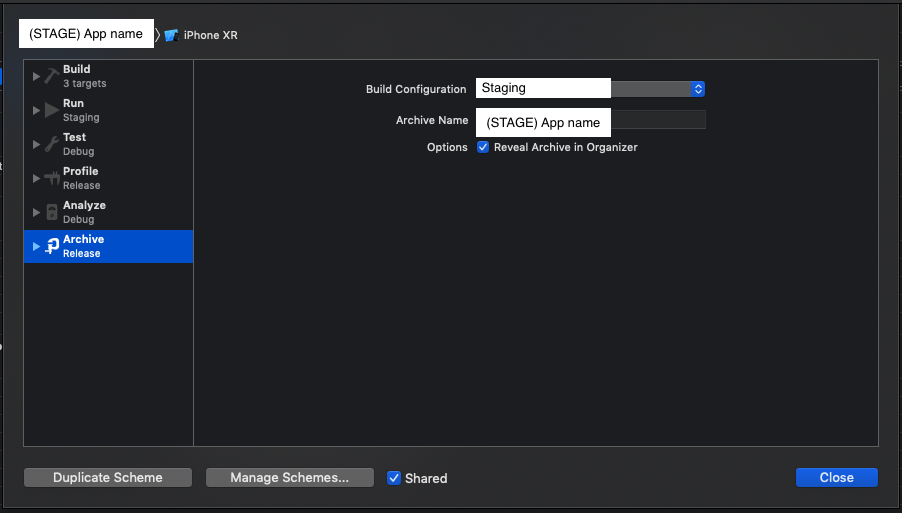 (STAGE) App name
iPhone XR
Build
3 targets
Run
Staging
Test
Debug
Profile
Release
Analyze
Debug
Archive
Release
Build Configuration Staging
Archive Name (STAGE) App name
Options Reveal Archive in Organizer
Duplicate Scheme Manage Schemes... Shared Close